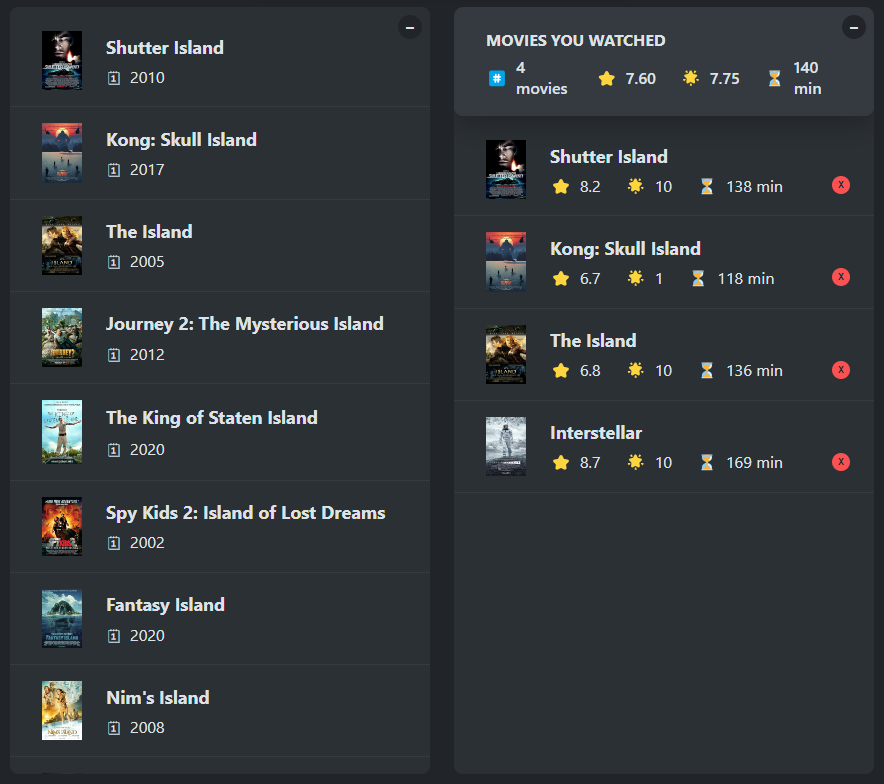 Shutter Island
2010
Kong: Skull Island
2017
The Island
2005
Journey 2: The Mysterious Island
2012
The King of Staten Island
2020
Spy Kids 2: Island of Lost Dreams
2002
Fantasy Island
2020
Nim's Island
2008
MOVIES YOU WATCHED
# 4 movies 7.60 7.75 140 min
Shutter Island
8.2 10 138 min X
Kong: Skull Island
6.7 1 118 min X
The Island
6.8 10 136 min X
Interstellar
8.7 10 169 min X